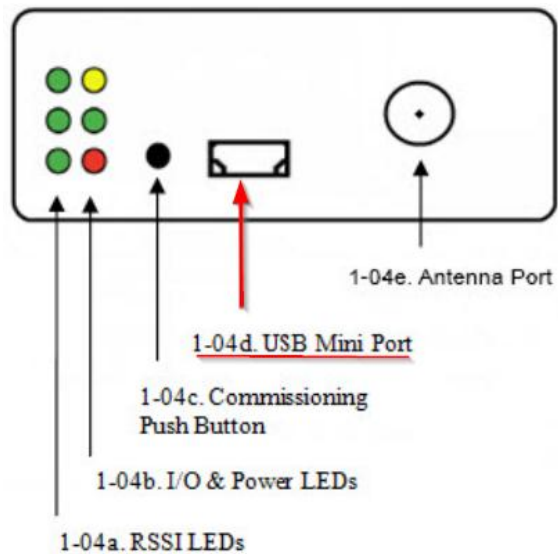 1-04e. Antenna Port
1-04d. USB Mini Port
1-04c. Commissioning
Push Button
1-04b. I/O & Power LEDs
1-04a. RSSI LEDs